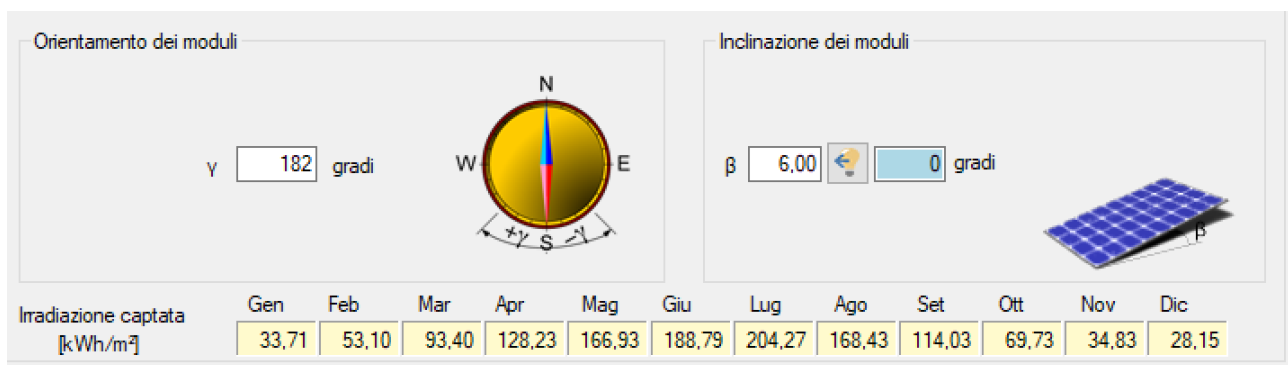 Orientamento dei moduli
Inclinazione dei moduli
N
γ 182 gradi
W E
β 6,00 0 gradi
+γ S -γ
β
Gen Feb Mar Apr Mag Giu Lug Ago Set Ott Nov Dic
Irradiazione captata
[kWh/m²]
33,71 53,10 93,40 128,23 166,93 188,79 204,27 168,43 114,03 69,73 34,83 28,15